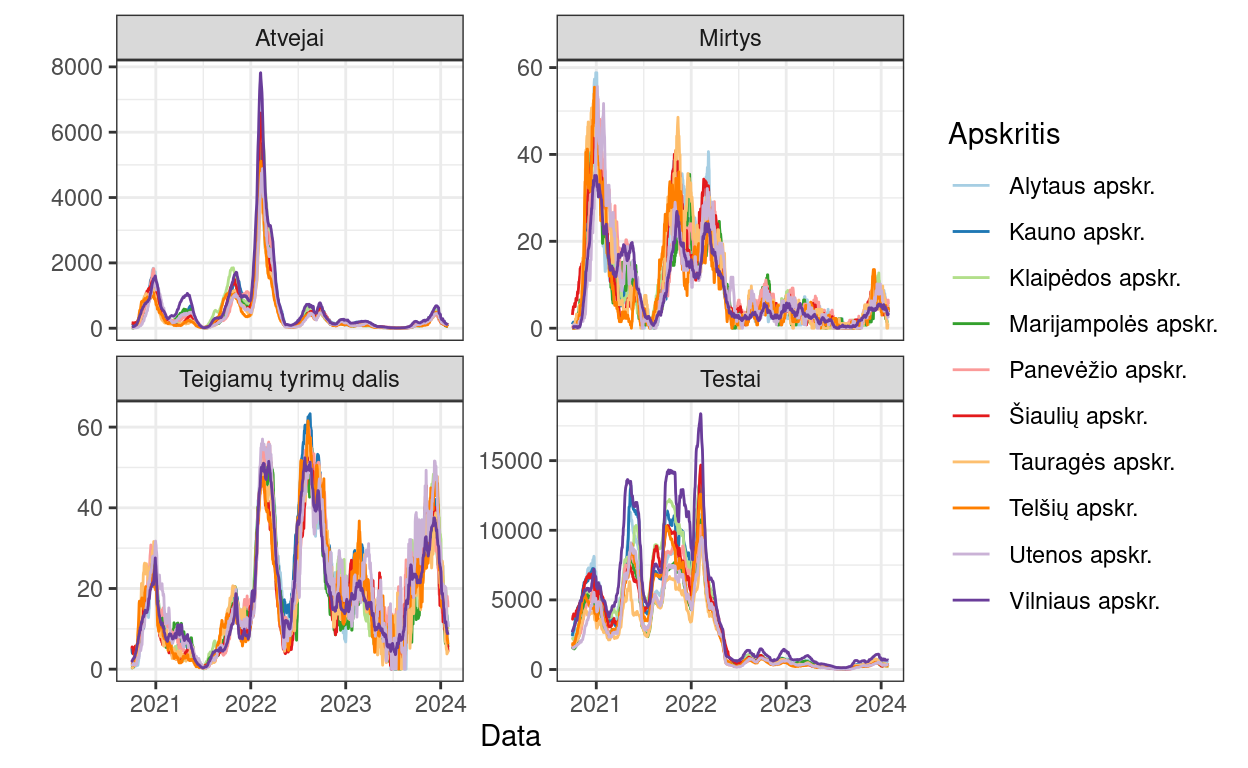 Atvejai
Mirtys
8000
6000
4000
2000
0
60
40
20
0
Teigiamų tyrimų dalis
Testai
60
40
20
0
15000
10000
5000
0
2021 2022 2023 2024
2021 2022 2023 2024
Data
Apskritis
Alytaus apskr.
Kauno apskr.
Klaipėdos apskr.
Marijampolės apskr.
Panevėžio apskr.
Šiaulių apskr.
Tauragės apskr.
Telšių apskr.
Utenos apskr.
Vilniaus apskr.